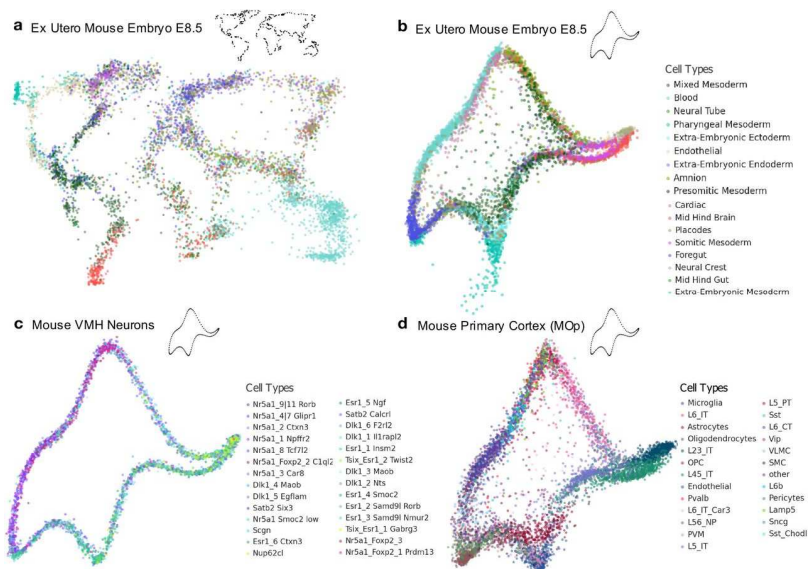 a Ex Utero Mouse Embryo E8.5
b Ex Utero Mouse Embryo E8.5
Cell Types
Mixed Mesoderm
Blood
Neural Tube
Pharyngeal Mesoderm
Extra-Embryonic Ectoderm
Endothelial
Extra-Embryonic Endoderm
Amnion
Presomitic Mesoderm
Cardiac
Mid Hind Brain
Placodes
Somitic Mesoderm
Foregut
Neural Crest
Mid Hind Gut
Extra-Embryonic Mesoderm
c Mouse VMH Neurons
Cell Types
Nr5a1_9|11 Rorb
Nr5a1_4|7 Glipr1
Nr5a1_2 Ctxn3
Nr5a1_1 Npffr2
Nr5a1_8 Tcf7l2
Nr5a1_Foxp2_2 C1ql2
Nr5a1_3 Car8
Dlk1_4 Maob
Dlk1_5 Egflam
Satb2 Six3
Nr5a1 Smoc2 low
Scgn
Esr1_6 Ctxn3
Nup62cl
Esr1_5 Ngf
Satb2 Calcrl
Dlk1_6 F2rl2
Dlk1_1 Il1rapl2
Esr1_1 Insm2
Tsix_Esr1_2 Twist2
Dlk1_3 Maob
Dlk1_2 Nts
Esr1_4 Smoc2
Esr1_2 Samd9l Rorb
Esr1_3 Samd9l Nmur2
Tsix_Esr1_1 Gabrg3
Nr5a1_Foxp2_3
Nr5a1_Foxp2_1 Prdm13
d Mouse Primary Cortex (MOp)
Cell Types
Microglia
L6_IT
Astrocytes
Oligodendrocytes
L23_IT
OPC
L45_IT
Endothelial
Pvalb
L6_IT_Car3
L56_NP
PVM
L5_IT
L5_PT
Sst
L6_CT
Vip
VLMC
SMC
other
L6b
Pericytes
Lamp5
Sncg
Sst_Chodl